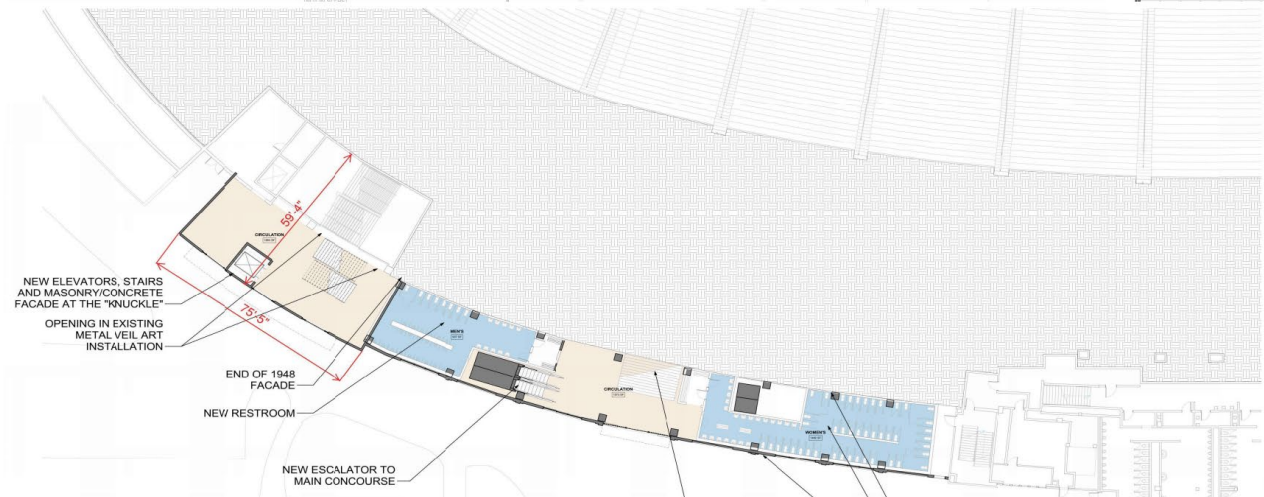 59'-4"
CIRCULATION
NEW ELEVATORS, STAIRS
AND MASONRY/CONCRETE
FACADE AT THE "KNUCKLE"
75'-5"
OPENING IN EXISTING
METAL VEIL ART
INSTALLATION
MEN'S
END OF 1948
FACADE
CIRCULATION
NEW RESTROOM
WOMEN'S
NEW ESCALATOR TO
MAIN CONCOURSE